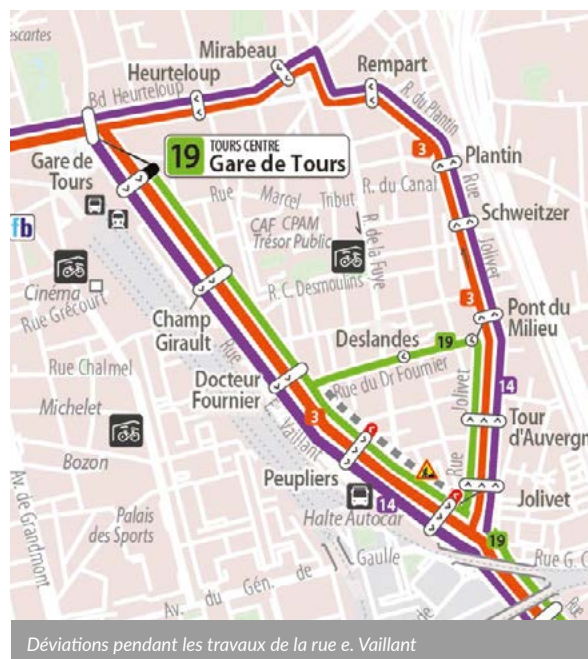 escartes
Mirabeau
Heurteloup
Rempart
Bd Heurteloup
R. du Plantin
3
Plantin
19
TOURS CENTRE
Gare de Tours
Gare de
Tours
Rue Marcel Tribut
R. du Canal
Rue
Schweitzer
CAF CPAM
Trésor Public
R. de la Fuye
Jolivet
fb
Cinéma
Rue Grécourt
R. C. Desmoulins
3
Pont du
Milieu
Champ
Girault
Deslandes
19
Rue Chalmel
Rue
Rue du Dr Fournier
Docteur
Fournier
14
Michelet
3
E. Vaillant
Jolivet
Tour
d'Auvergn
Bozon
Rue
Peupliers
14
Jolivet
Av. de Grandmont
Palais
des Sports
Halte Autocar
19
Rue G. C
Av. du Gén. de Gaulle
Rue
Déviations pendant les travaux de la rue e. Vaillant